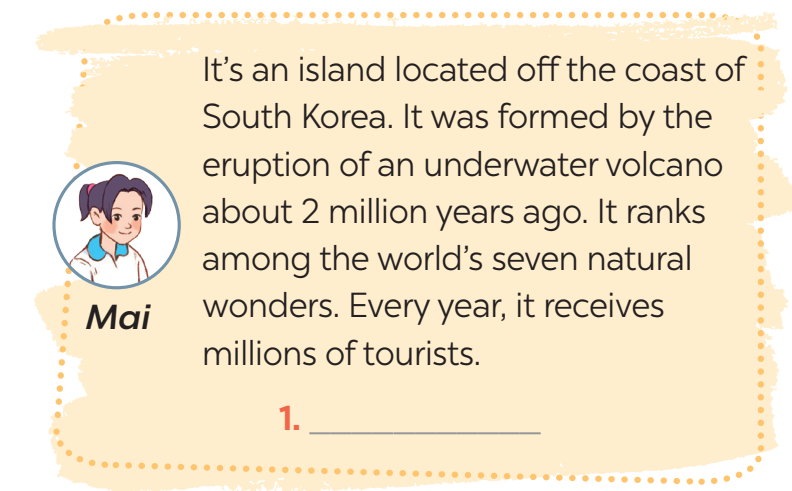 It’s an island located off the coast of
South Korea. It was formed by the
eruption of an underwater volcano
about 2 million years ago. It ranks
among the world’s seven natural
wonders. Every year, it receives
millions of tourists.
Mai
1. _______________